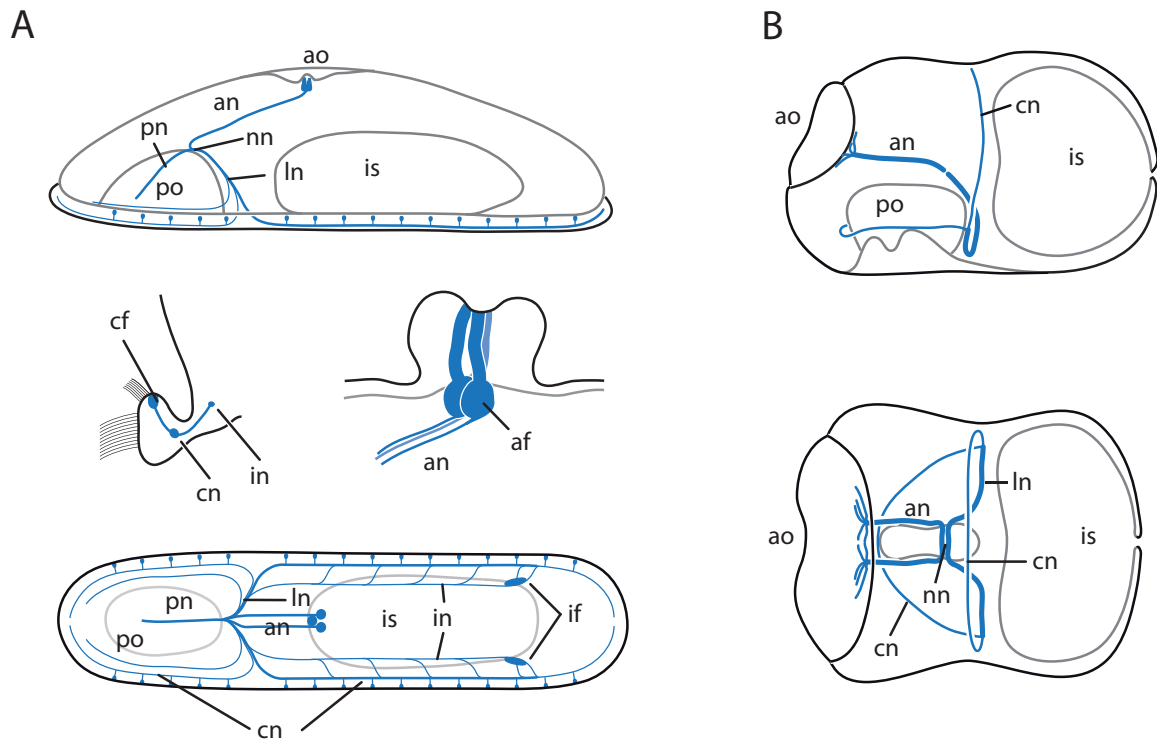 A
ao
an
pn
nn
ln
is
po
cf
cn
in
af
an
pn
ln
po
an
in
is
if
cn
B
ao
an
cn
is
po
ln
an
ao
is
cn
nn
cn